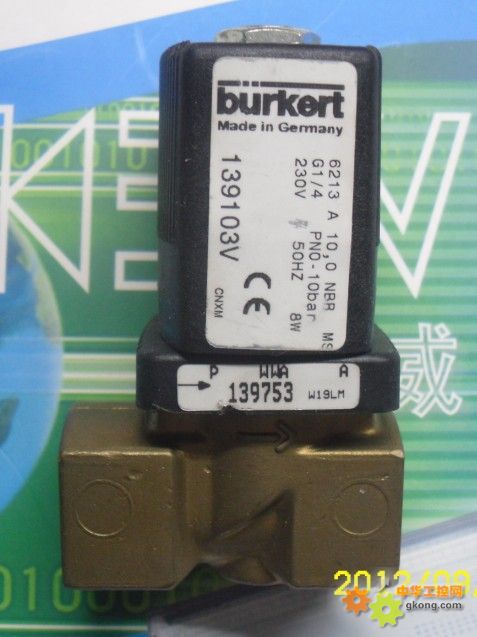 bürkert
Made in Germany
139103V
CE
CNXM
6213 A 10,0 NBR MS
G1/4 PN0-10bar
230V 50HZ 8W
P WWA A
139753 W19LM
威
2012/09
中华工控网
gkong.com